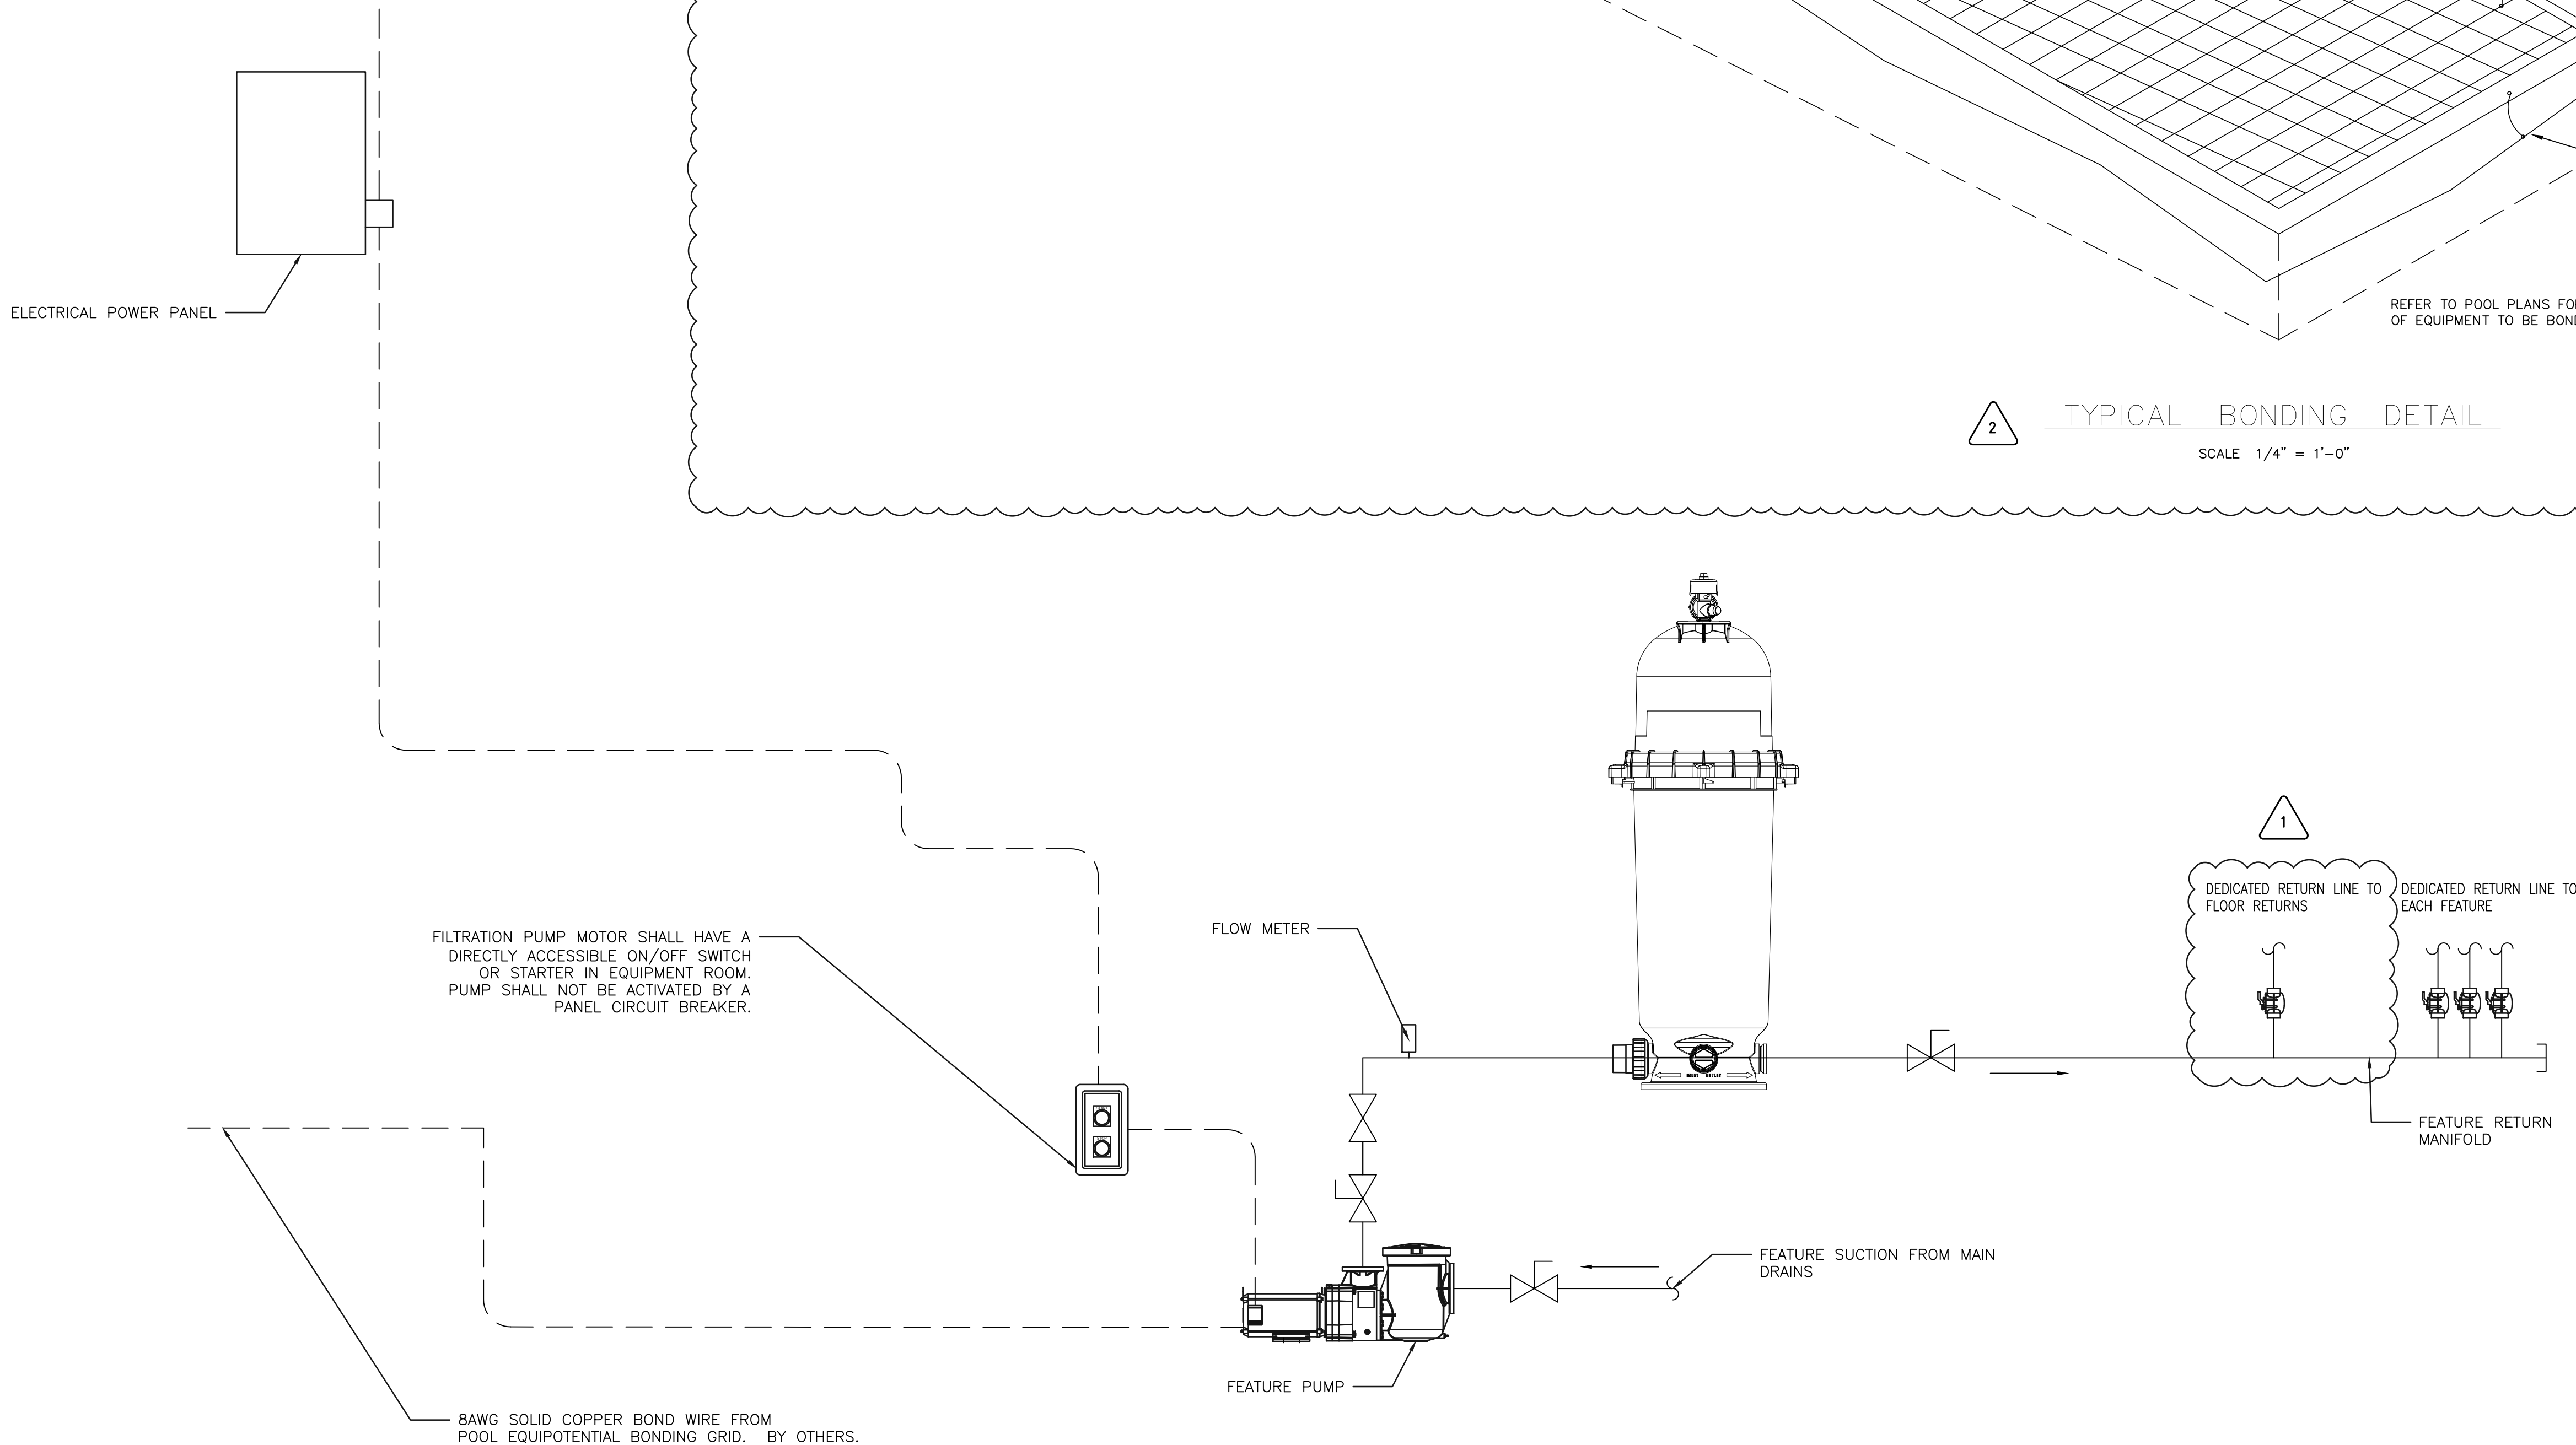 ELECTRICAL POWER PANEL
REFER TO POOL PLANS
OF EQUIPMENT TO BE
2
TYPICAL BONDING DETAIL
SCALE 1/4" = 1'-0"
1
DEDICATED RETURN LINE TO
FLOOR RETURNS
DEDICATED RETURN LINE TO
EACH FEATURE
FLOW METER
FILTRATION PUMP MOTOR SHALL HAVE A
DIRECTLY ACCESSIBLE ON/OFF SWITCH
OR STARTER IN EQUIPMENT ROOM.
PUMP SHALL NOT BE ACTIVATED BY A
PANEL CIRCUIT BREAKER.
INLET OUTLET
FEATURE RETURN
MANIFOLD
FEATURE SUCTION FROM MAIN
DRAINS
FEATURE PUMP
8AWG SOLID COPPER BOND WIRE FROM
POOL EQUIPOTENTIAL BONDING GRID. BY OTHERS.